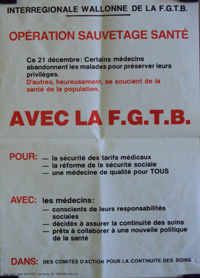 INTERREGIONALE WALLONNE DE LA F.G.T.B.
OPÉRATION SAUVETAGE SANTÉ
Ce 21 décembre: Certains médecins
abandonnent les malades pour préserver leurs
privilèges.
D'autres, heureusement, se soucient de la
santé de la population.
AVEC LA F.G.T.B.
POUR: — la sécurité des tarifs médicaux
— la réforme de la sécurité sociale
— une médecine de qualité pour TOUS
AVEC: les médecins:
— conscients de leurs responsabilités
sociales
— décidés à assurer la continuité des soins
— prêts à collaborer à une nouvelle politique
de la santé
DANS: DES COMITES D'ACTION POUR LA CONTINUITE DES SOINS